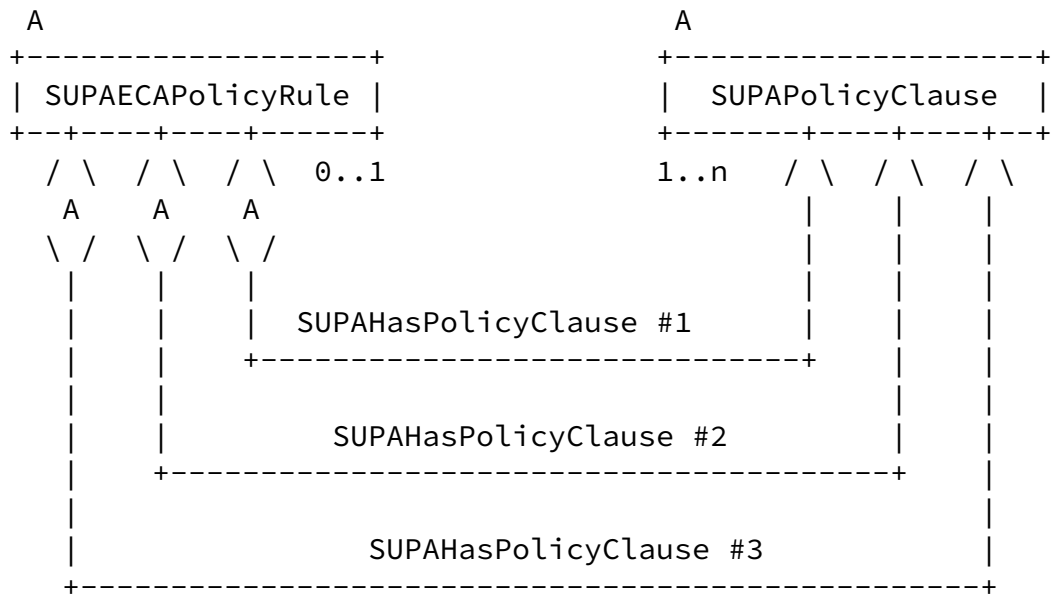 A A
SUPAECAPolicyRule SUPAPolicyClause
0..1 1..n
A A A
SUPAHasPolicyClause #1
SUPAHasPolicyClause #2
SUPAHasPolicyClause #3